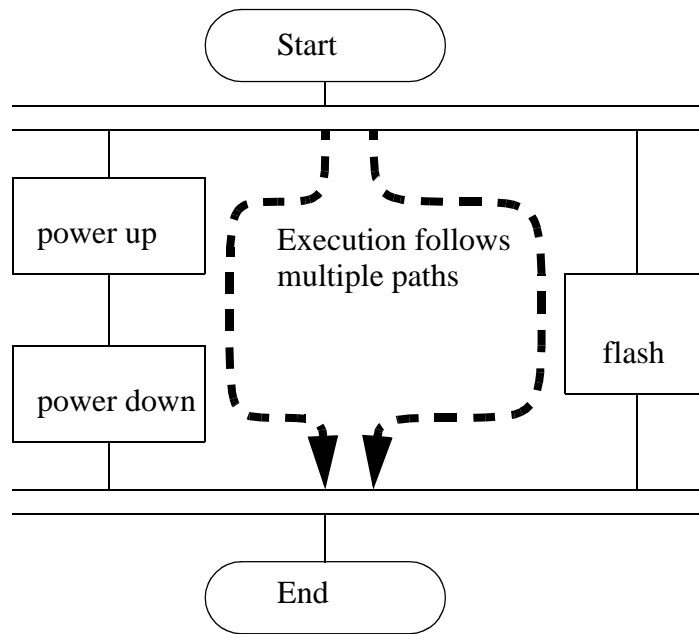 Start
power up
Execution follows
multiple paths
flash
power down
End